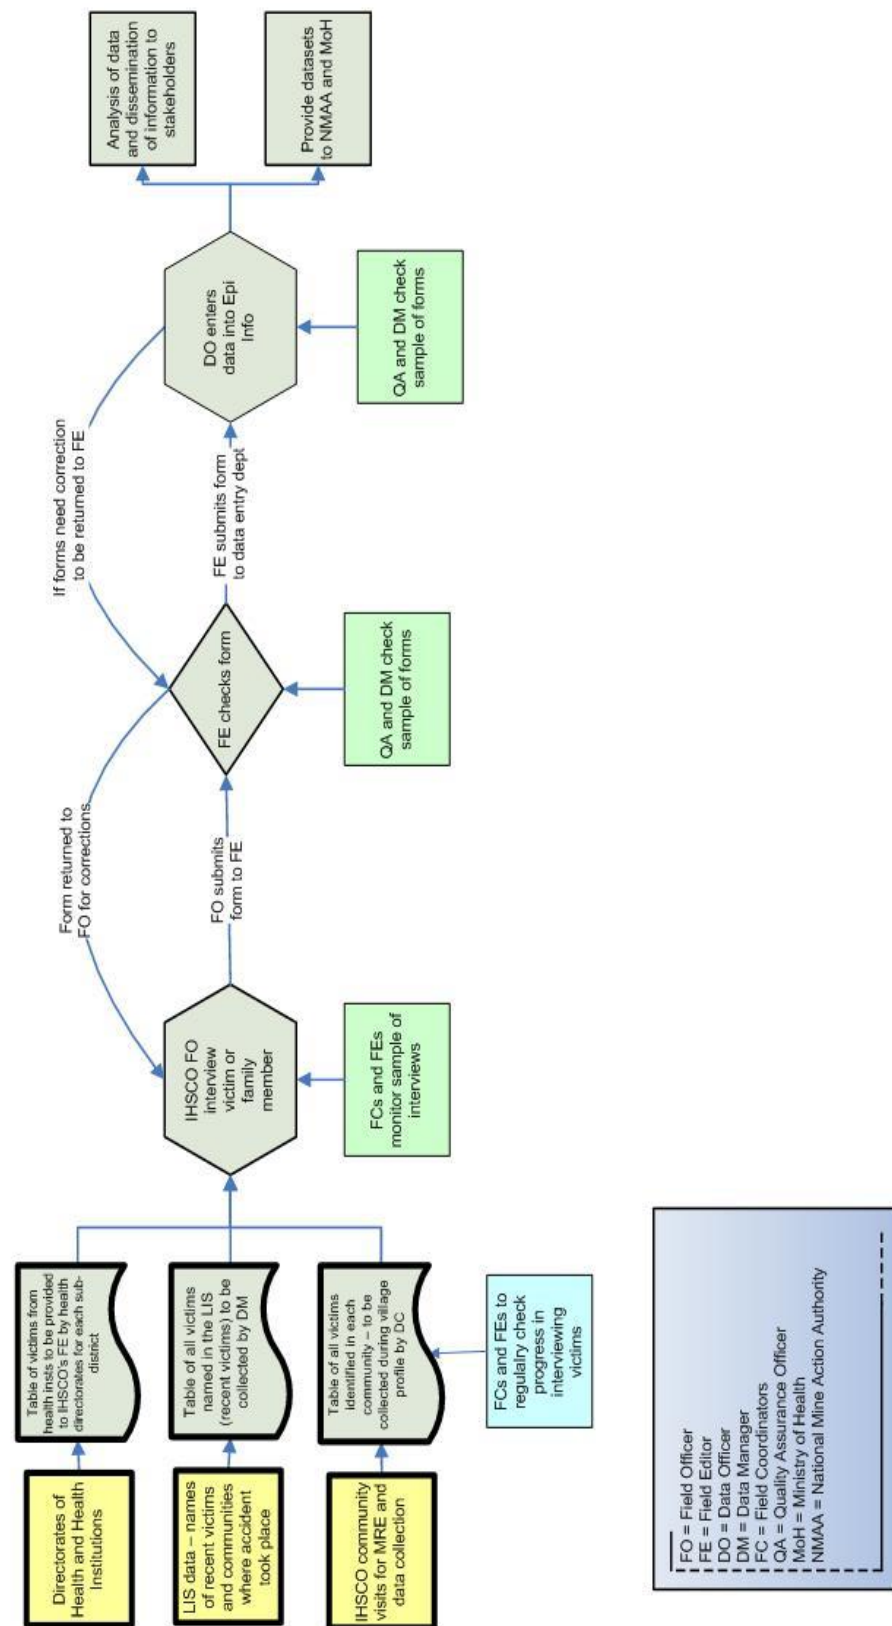 Directorates of
Health and Health
Institutions
LIS data – names
of recent victims
and communities
where accident
took place
IHSCO community
visits for MRE and
data collection
Table of victims from
health insts to be provided
to IHSCO's FE by health
directorates for each sub-
district
Table of all victims
named in the LIS
(recent victims) to be
collected by DM
Table of all victims
identified in each
community – to be
collected during village
profile by DC
FCs and FEs to
regulalry check
progress in
interviewing
victims
IHSCO FO
interview
victim or
family
member
FCs and FEs
monitor sample of
interviews
Form returned to
FO for corrections
FO submits
form to FE
FE checks form
QA and DM check
sample of forms
If forms need correction
to be returned to FE
FE submits form
to data entry dept
DO enters
data into Epi
Info
QA and DM check
sample of forms
Analysis of data
and dissemination
of information to
stakeholders
Provide datasets
to NMAA and MoH
FO = Field Officer
FE = Field Editor
DO = Data Officer
DM = Data Manager
FC = Field Coordinators
QA = Quality Assurance Officer
MoH = Ministry of Health
NMAA = National Mine Action Authority